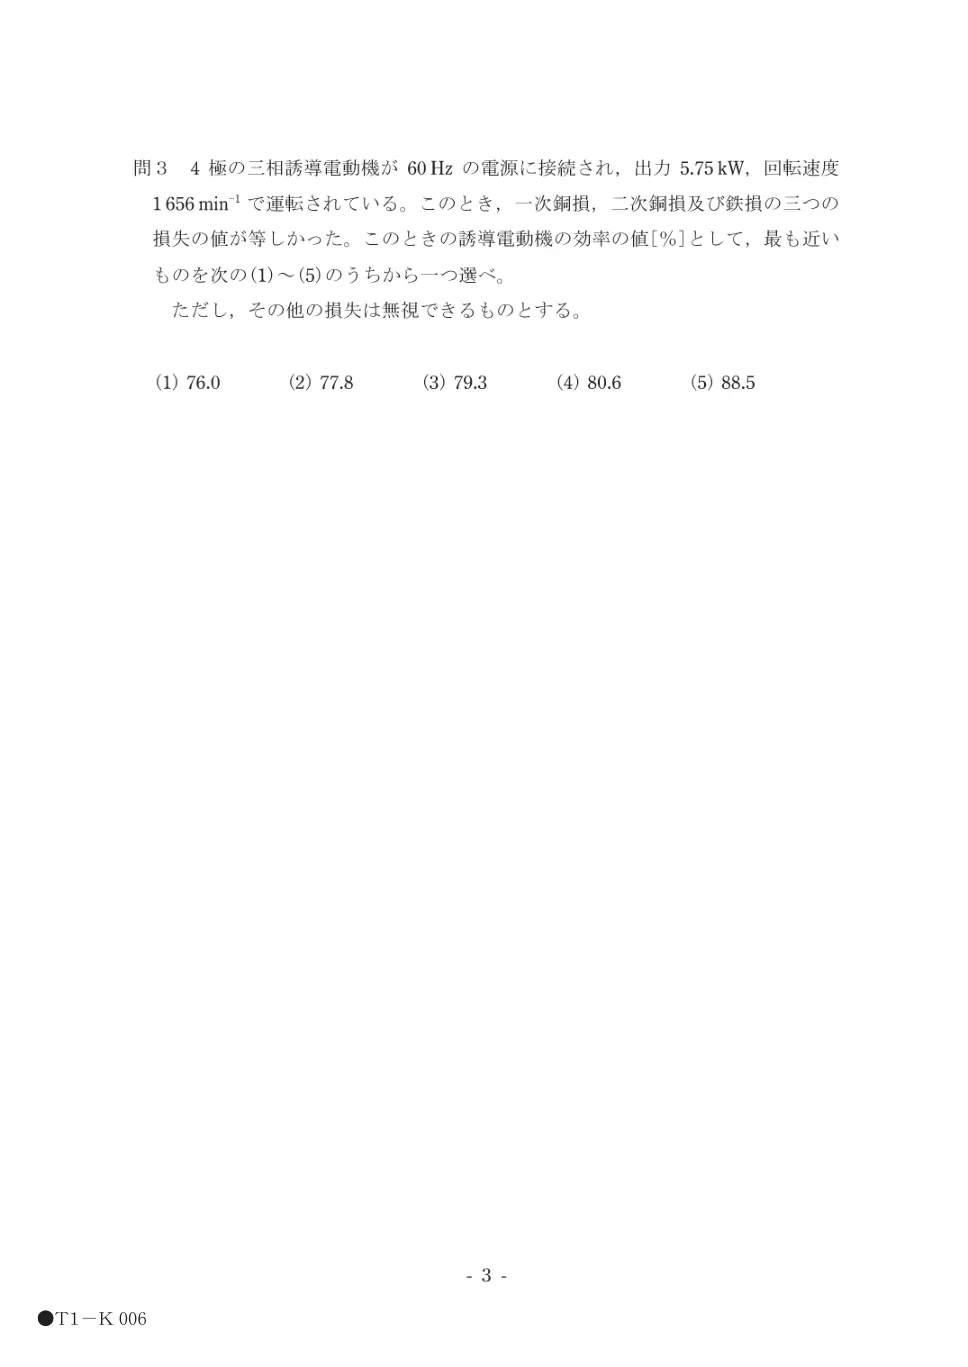 問３　4 極の三相誘導電動機が 60 Hz の電源に接続され，出力 5.75 kW，回転速度
1 656 min⁻¹ で運転されている。このとき，一次銅損，二次銅損及び鉄損の三つの
損失の値が等しかった。このときの誘導電動機の効率の値[％]として，最も近い
ものを次の(1)～(5)のうちから一つ選べ。
ただし，その他の損失は無視できるものとする。
(1) 76.0　(2) 77.8　(3) 79.3　(4) 80.6　(5) 88.5
- 3 -
●T1－K 006